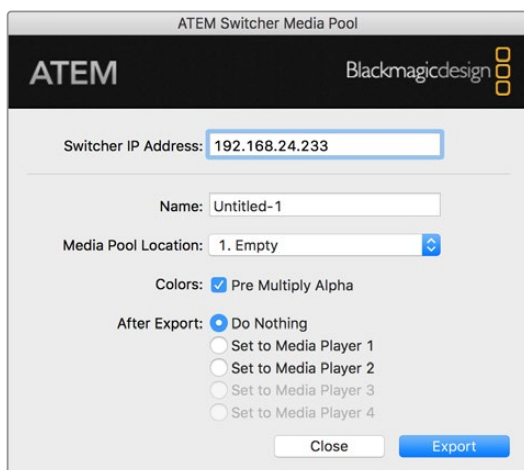 ATEM Switcher Media Pool
ATEM
Blackmagicdesign
Switcher IP Address: 192.168.24.233
Name: Untitled-1
Media Pool Location: 1. Empty
Colors: Pre Multiply Alpha
After Export: Do Nothing
Set to Media Player 1
Set to Media Player 2
Set to Media Player 3
Set to Media Player 4
Close Export